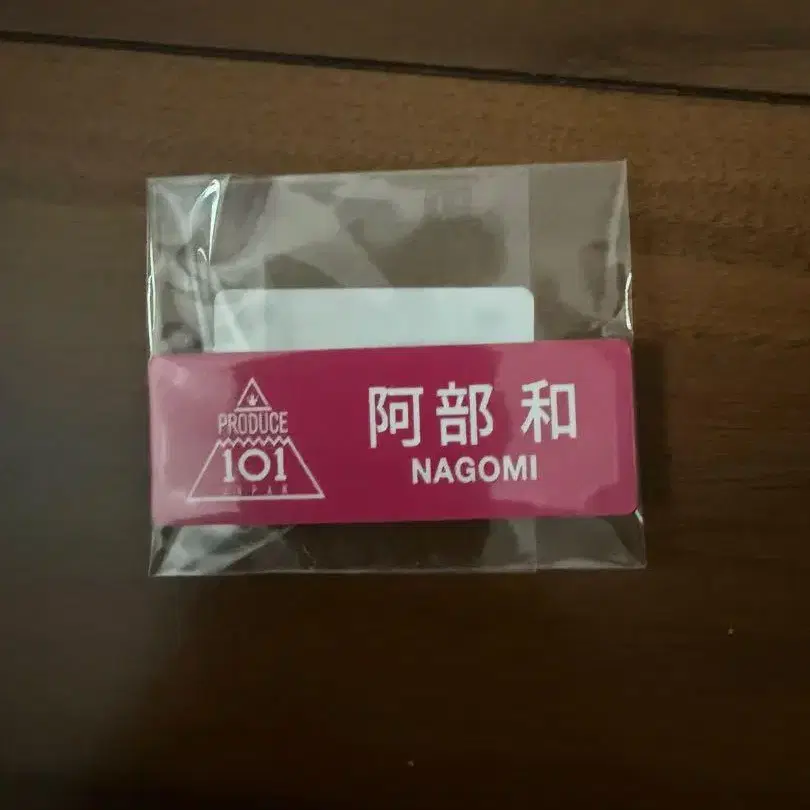 PRODUCE
101
JAPAN
阿部 和
NAGOMI